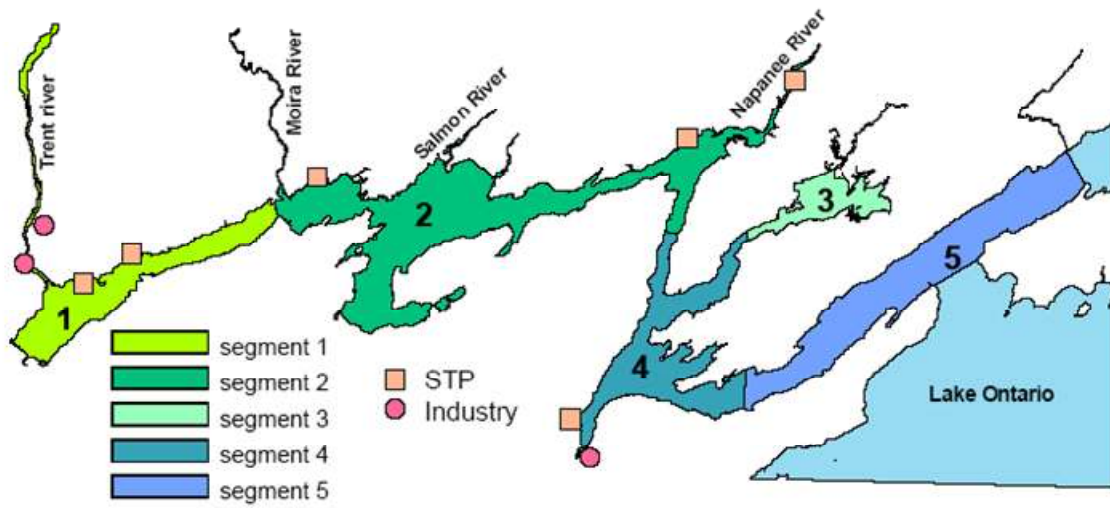 Trent river
Moira River
Salmon River
Napanee River
1
2
3
4
5
segment 1
segment 2
segment 3
segment 4
segment 5
STP
Industry
Lake Ontario